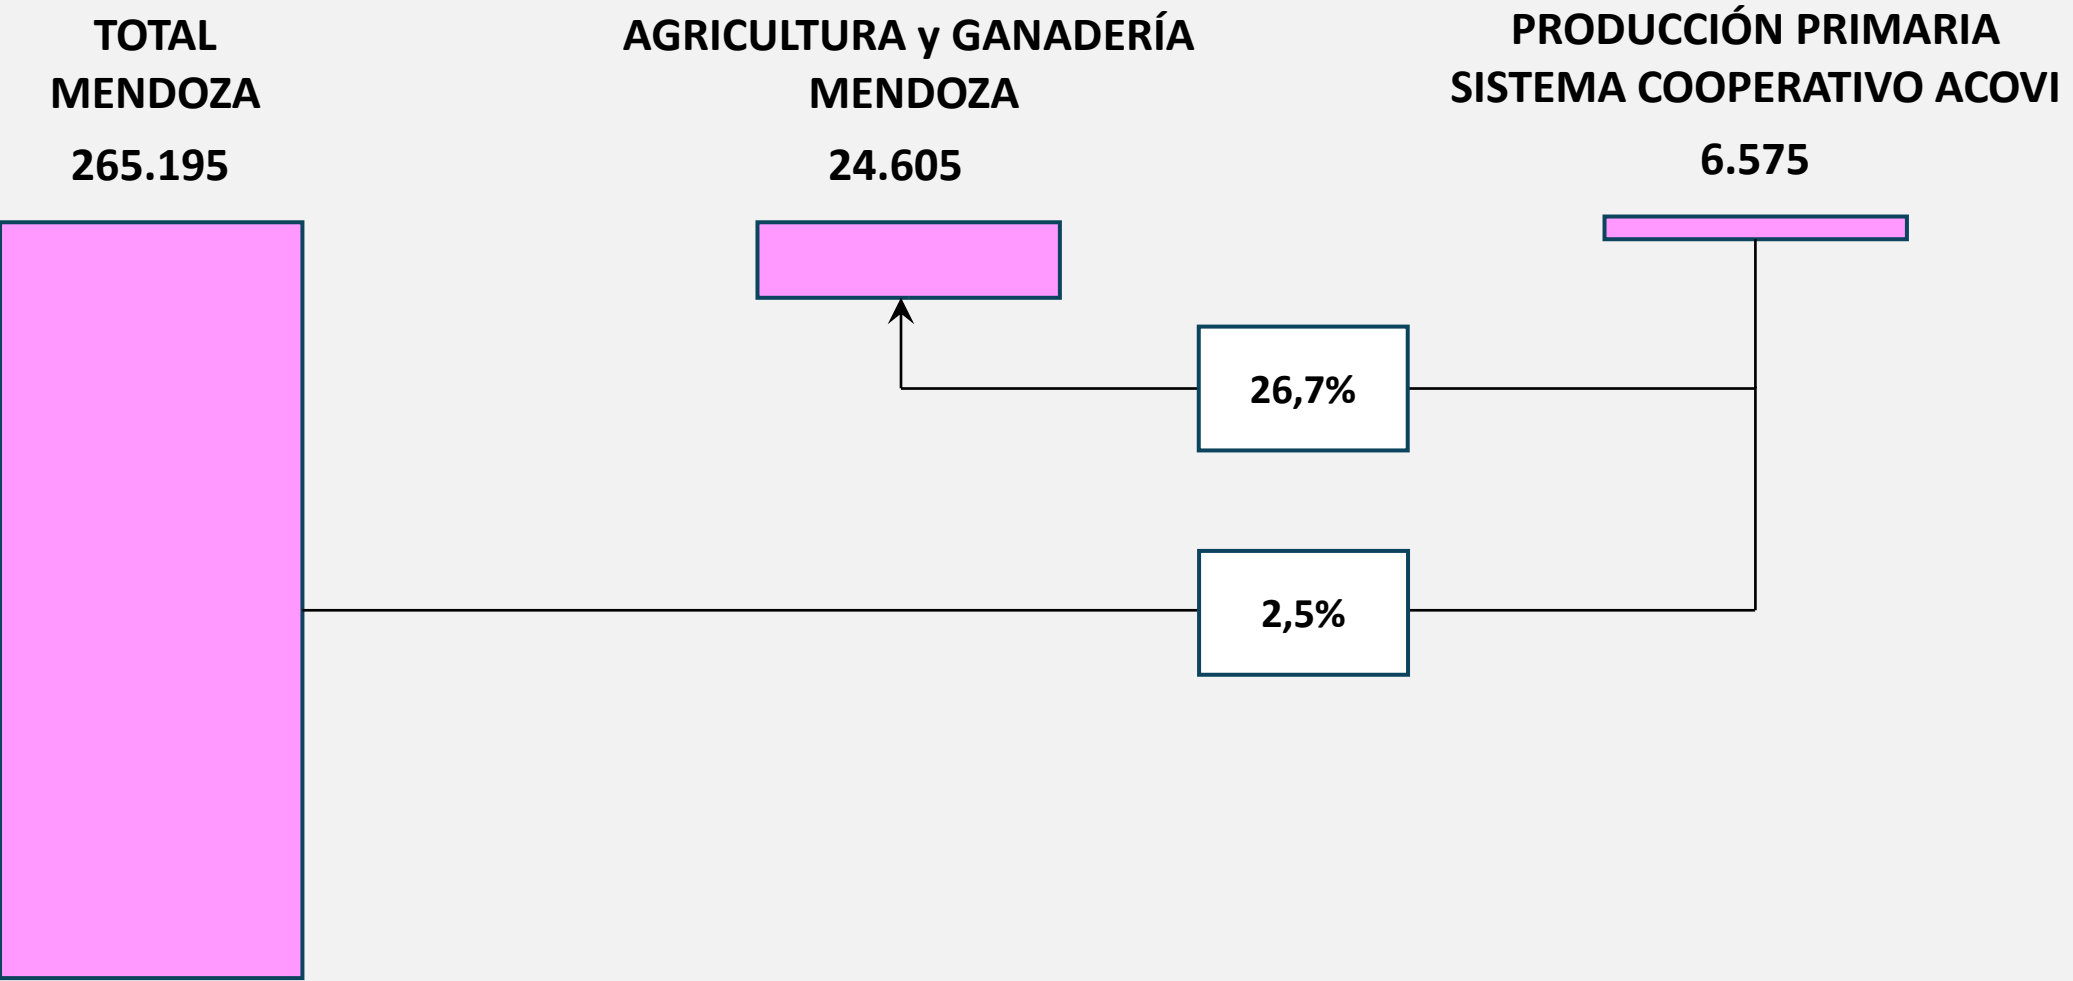 TOTAL
MENDOZA
265.195
AGRICULTURA y GANADERÍA
MENDOZA
24.605
PRODUCCIÓN PRIMARIA
SISTEMA COOPERATIVO ACOVI
6.575
26,7%
2,5%